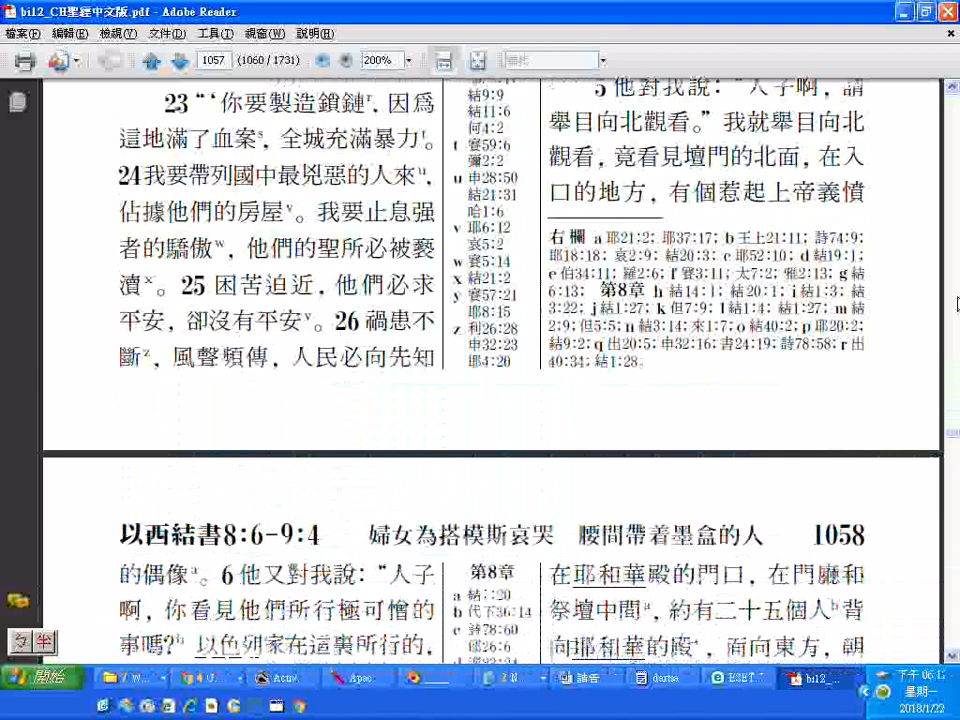 bi12_CH聖經中文版.pdf - Adobe Reader
檔案(F) 編輯(E) 檢視(V) 文件(D) 工具(T) 視窗(W) 說明(H)
1057 (1060 / 1731) 200% 尋找
23 “‘你要製造鎖鏈r，因爲
這地滿了血案s，全城充滿暴力t。
24 我要帶列國中最兇惡的人來u，
佔據他們的房屋v。我要止息强
者的驕傲w，他們的聖所必被褻
瀆x。25 困苦迫近，他們必求
平安，卻沒有平安y。26 禍患不
斷z，風聲頻傳，人民必向先知
結9:9
結11:6
何4:2
t 賽59:6
彌2:2
u 申28:50
結21:31
哈1:6
v 耶6:12
哀5:2
w 賽5:14
x 結21:2
y 賽57:21
耶8:15
z 利26:28
申32:23
耶4:20
5 他對我說：“人子啊，請
舉目向北觀看。”我就舉目向北
觀看，竟看見壇門的北面，在入
口的地方，有個惹起上帝義憤
右欄 a 耶21:2；耶37:17；b 王上21:11；詩74:9；
耶18:18；哀2:9；結20:3；c 耶52:10；d 結19:1；
e 伯34:11；羅2:6；f 賽3:11；太7:2；雅2:13；g 結
6:13； 第8章 h 結14:1；結20:1；i 結1:3；結
3:22；j 結1:27；k 但7:9；l 結1:4；結1:27；m 結
2:9；但5:5；n 結3:14；來1:7；o 結40:2；p 耶20:2；
結9:2；q 出20:5；申32:16；書24:19；詩78:58；r 出
40:34；結1:28。
以西結書8:6-9:4 婦女為搭模斯哀哭 腰間帶着墨盒的人 1058
的偶像a。6 他又對我說：“人子
啊，你看見他們所行極可憎的
事嗎？b 以色列家在這裏所行的，
第8章
b 代下36:14
c 詩78:60
耶26:6
在耶和華殿的門口，在門廳和
祭壇中間a，約有二十五個人b背
向耶和華的殿，面向東方，朝
ㄅ 半
開始 7 W... 4 U... Activ... 2 N... 禱告 ESET... bi12_...
下午 06:1
星期一
2018/1/22